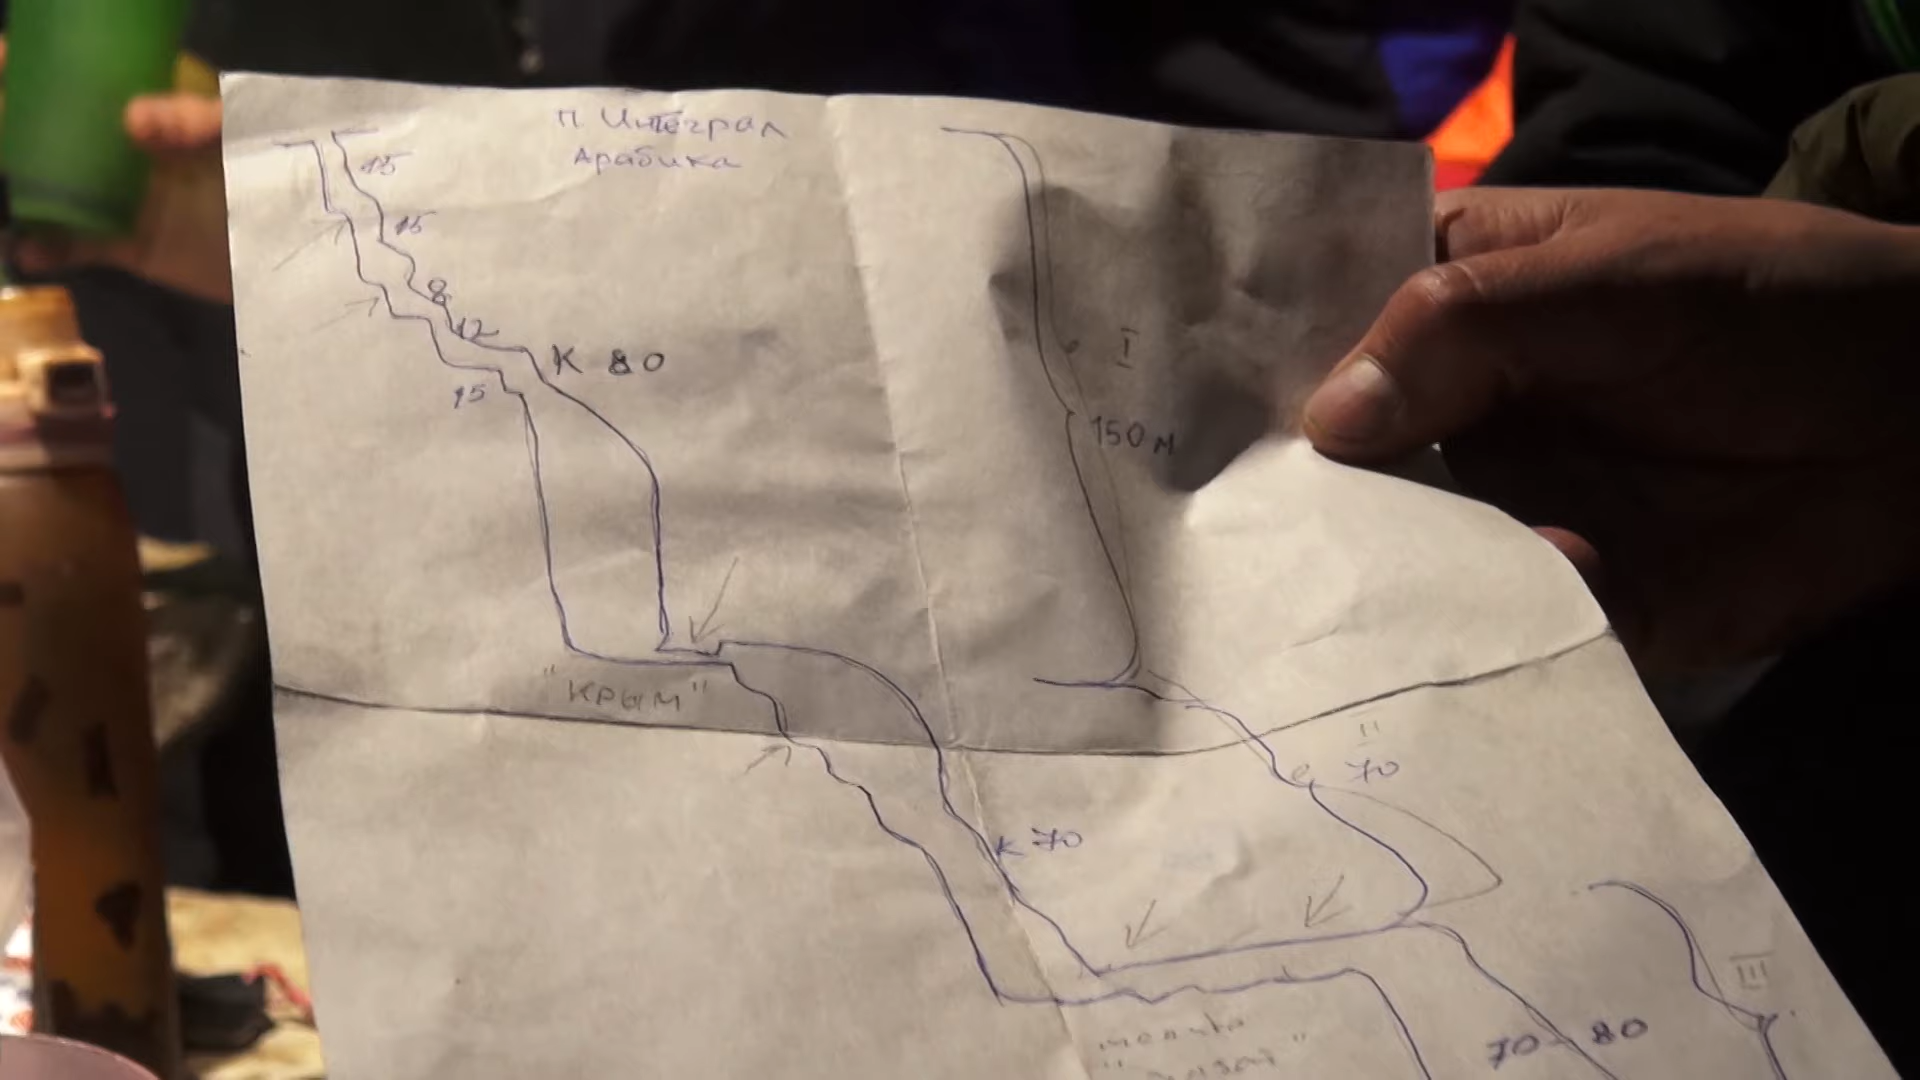 п. Интеграл
Арабика
15
15
8
12
К 80
15
I
150 м
"Крым"
II
70
К 70
III
70-80